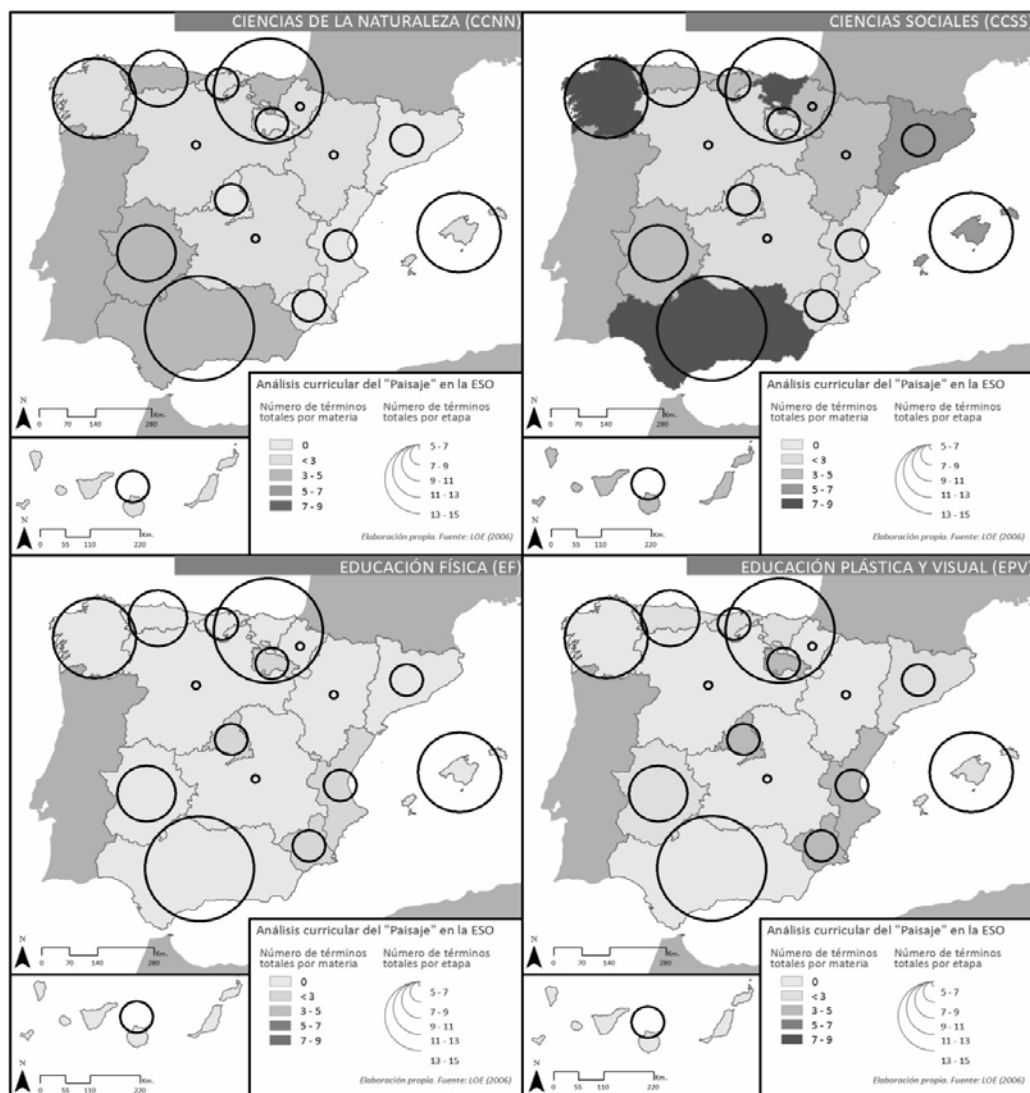 CIENCIAS DE LA NATURALEZA (CCNN)
N
0 70 140 280 Km.
Análisis curricular del "Paisaje" en la ESO
Número de términos totales por materia
0
< 3
3 - 5
5 - 7
7 - 9
Número de términos totales por etapa
5 - 7
7 - 9
9 - 11
11 - 13
13 - 15
Elaboración propia. Fuente: LOE (2006)
N
0 55 110 220 Km.
CIENCIAS SOCIALES (CCSS)
N
0 70 140 280 Km.
Análisis curricular del "Paisaje" en la ESO
Número de términos totales por materia
0
< 3
3 - 5
5 - 7
7 - 9
Número de términos totales por etapa
5 - 7
7 - 9
9 - 11
11 - 13
13 - 15
Elaboración propia. Fuente: LOE (2006)
N
0 55 110 220 Km.
EDUCACIÓN FÍSICA (EF)
N
0 70 140 280 Km.
Análisis curricular del "Paisaje" en la ESO
Número de términos totales por materia
0
< 3
3 - 5
5 - 7
7 - 9
Número de términos totales por etapa
5 - 7
7 - 9
9 - 11
11 - 13
13 - 15
Elaboración propia. Fuente: LOE (2006)
N
0 55 110 220 Km.
EDUCACIÓN PLÁSTICA Y VISUAL (EPV)
N
0 70 140 280 Km.
Análisis curricular del "Paisaje" en la ESO
Número de términos totales por materia
0
< 3
3 - 5
5 - 7
7 - 9
Número de términos totales por etapa
5 - 7
7 - 9
9 - 11
11 - 13
13 - 15
Elaboración propia. Fuente: LOE (2006)
N
0 55 110 220 Km.